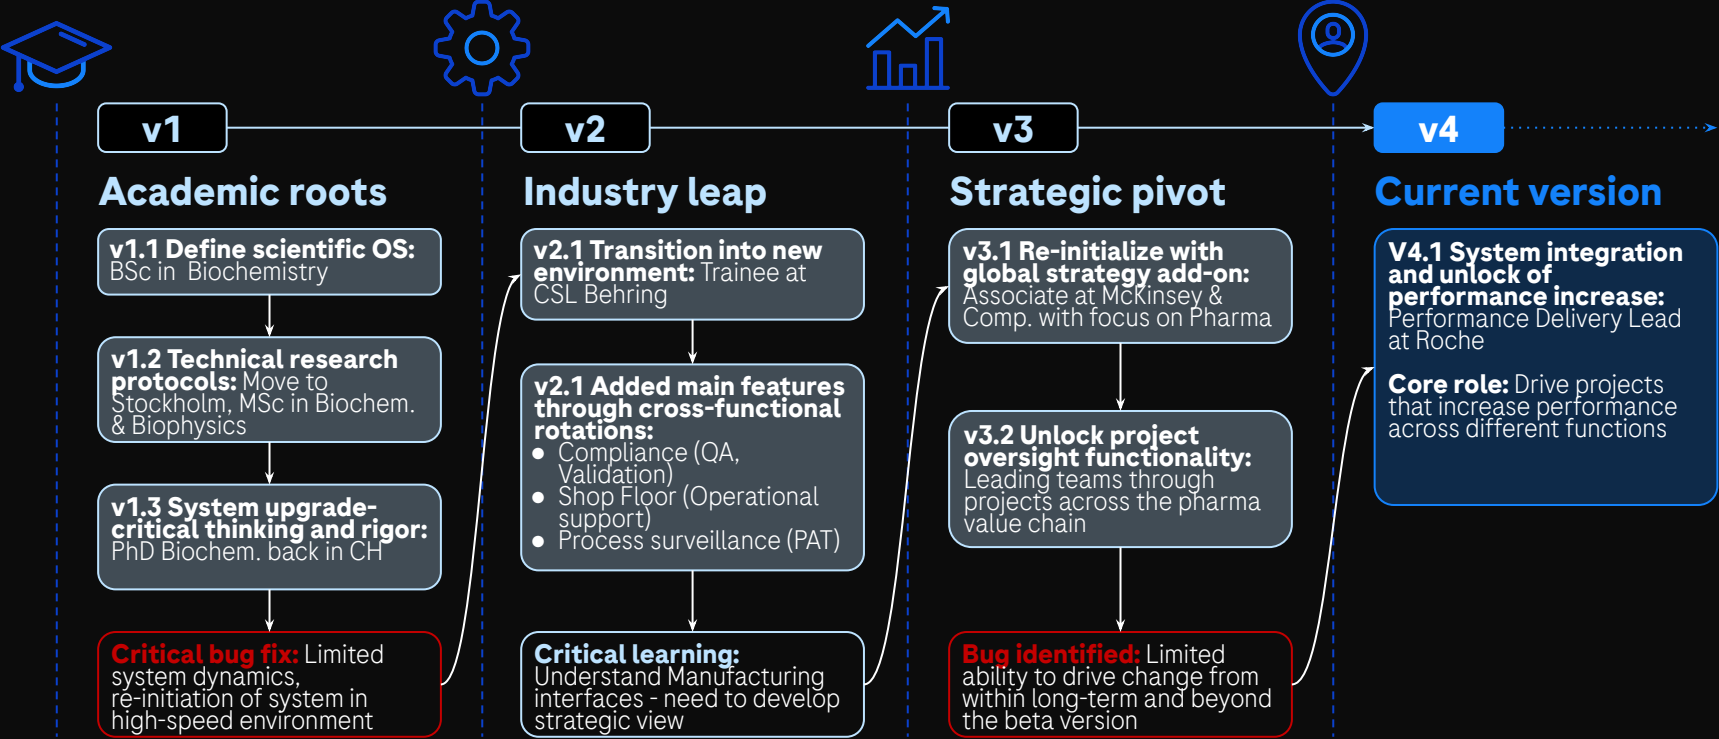 v1
v2
v3
v4
Academic roots
Industry leap
Strategic pivot
Current version
v1.1 Define scientific OS:
BSc in Biochemistry
v1.2 Technical research
protocols: Move to
Stockholm, MSc in Biochem.
& Biophysics
v1.3 System upgrade-
critical thinking and rigor:
PhD Biochem. back in CH
Critical bug fix: Limited
system dynamics,
re-initiation of system in
high-speed environment
v2.1 Transition into new
environment: Trainee at
CSL Behring
v2.1 Added main features
through cross-functional
rotations:
● Compliance (QA,
Validation)
● Shop Floor (Operational
support)
● Process surveillance (PAT)
Critical learning:
Understand Manufacturing
interfaces - need to develop
strategic view
v3.1 Re-initialize with
global strategy add-on:
Associate at McKinsey &
Comp. with focus on Pharma
v3.2 Unlock project
oversight functionality:
Leading teams through
projects across the pharma
value chain
Bug identified: Limited
ability to drive change from
within long-term and beyond
the beta version
V4.1 System integration
and unlock of
performance increase:
Performance Delivery Lead
at Roche
Core role: Drive projects
that increase performance
across different functions